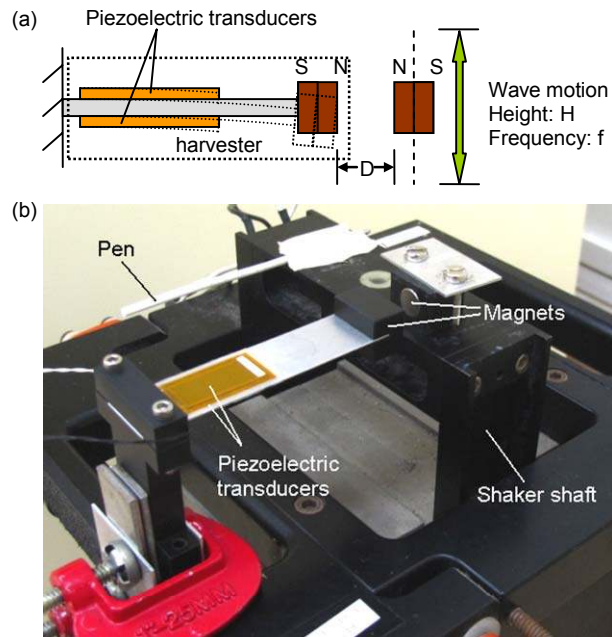 (a)
Piezoelectric transducers
S N
N S
harvester
D
Wave motion
Height: H
Frequency: f
(b)
Pen
Magnets
Piezoelectric
transducers
Shaker shaft